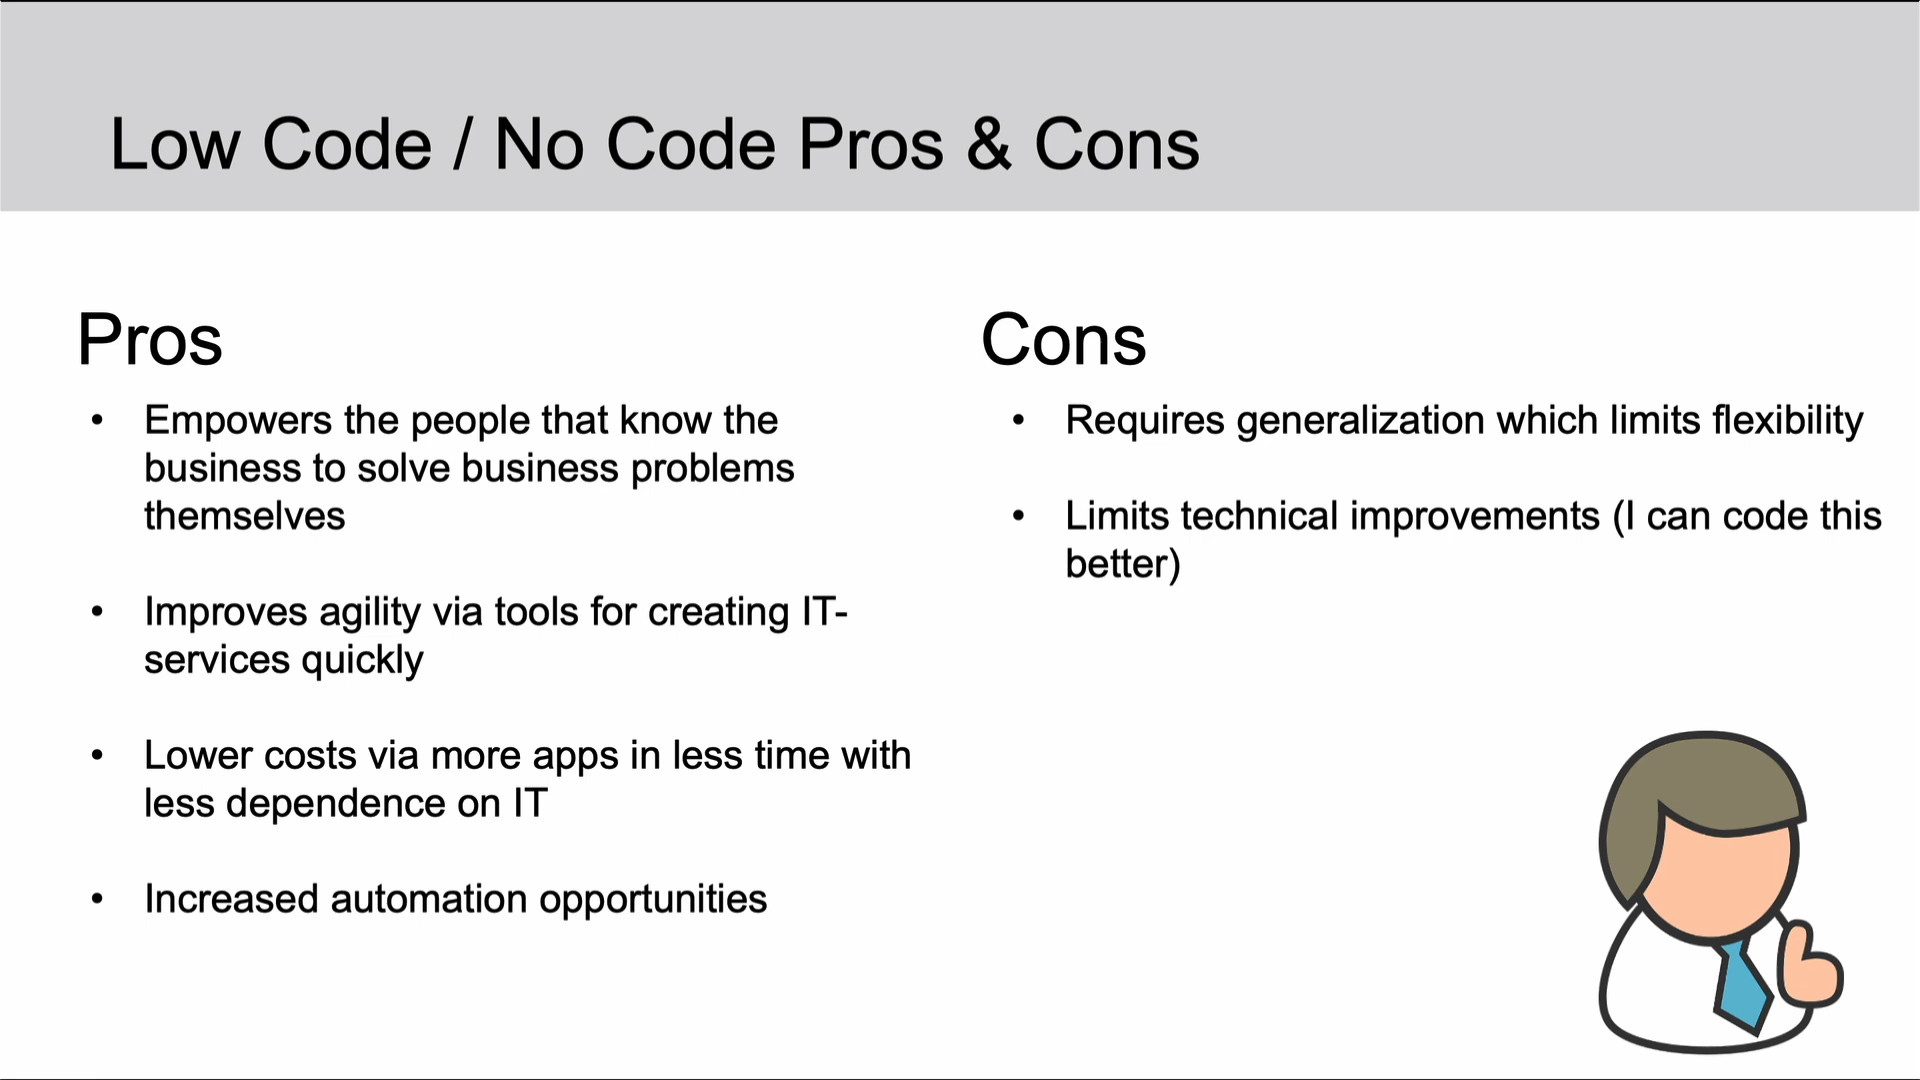 Low Code / No Code Pros & Cons
Pros
• Empowers the people that know the
business to solve business problems
themselves
• Improves agility via tools for creating IT-
services quickly
• Lower costs via more apps in less time with
less dependence on IT
• Increased automation opportunities
Cons
• Requires generalization which limits flexibility
• Limits technical improvements (I can code this
better)